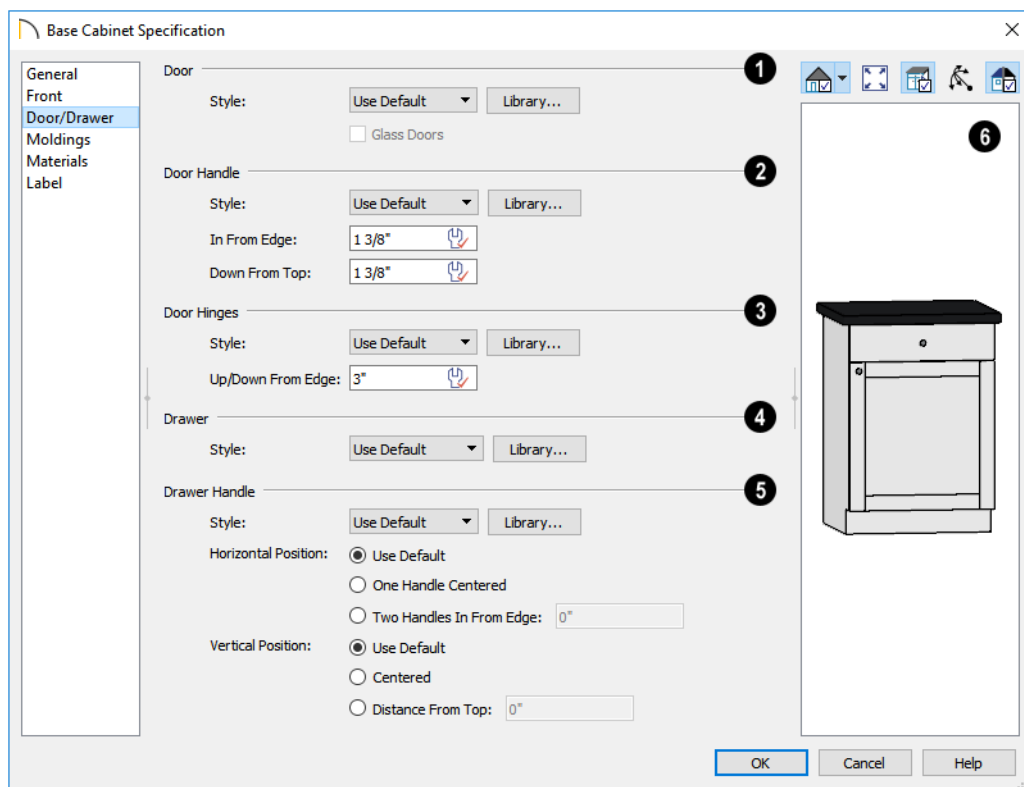 Base Cabinet Specification
General
Front
Door/Drawer
Moldings
Materials
Label
Door 1
Style: Use Default Library...
Glass Doors
Door Handle 2
Style: Use Default Library...
In From Edge: 1 3/8"
Down From Top: 1 3/8"
Door Hinges 3
Style: Use Default Library...
Up/Down From Edge: 3"
Drawer 4
Style: Use Default Library...
Drawer Handle 5
Style: Use Default Library...
Horizontal Position: Use Default
One Handle Centered
Two Handles In From Edge: 0"
Vertical Position: Use Default
Centered
Distance From Top: 0"
6
OK Cancel Help